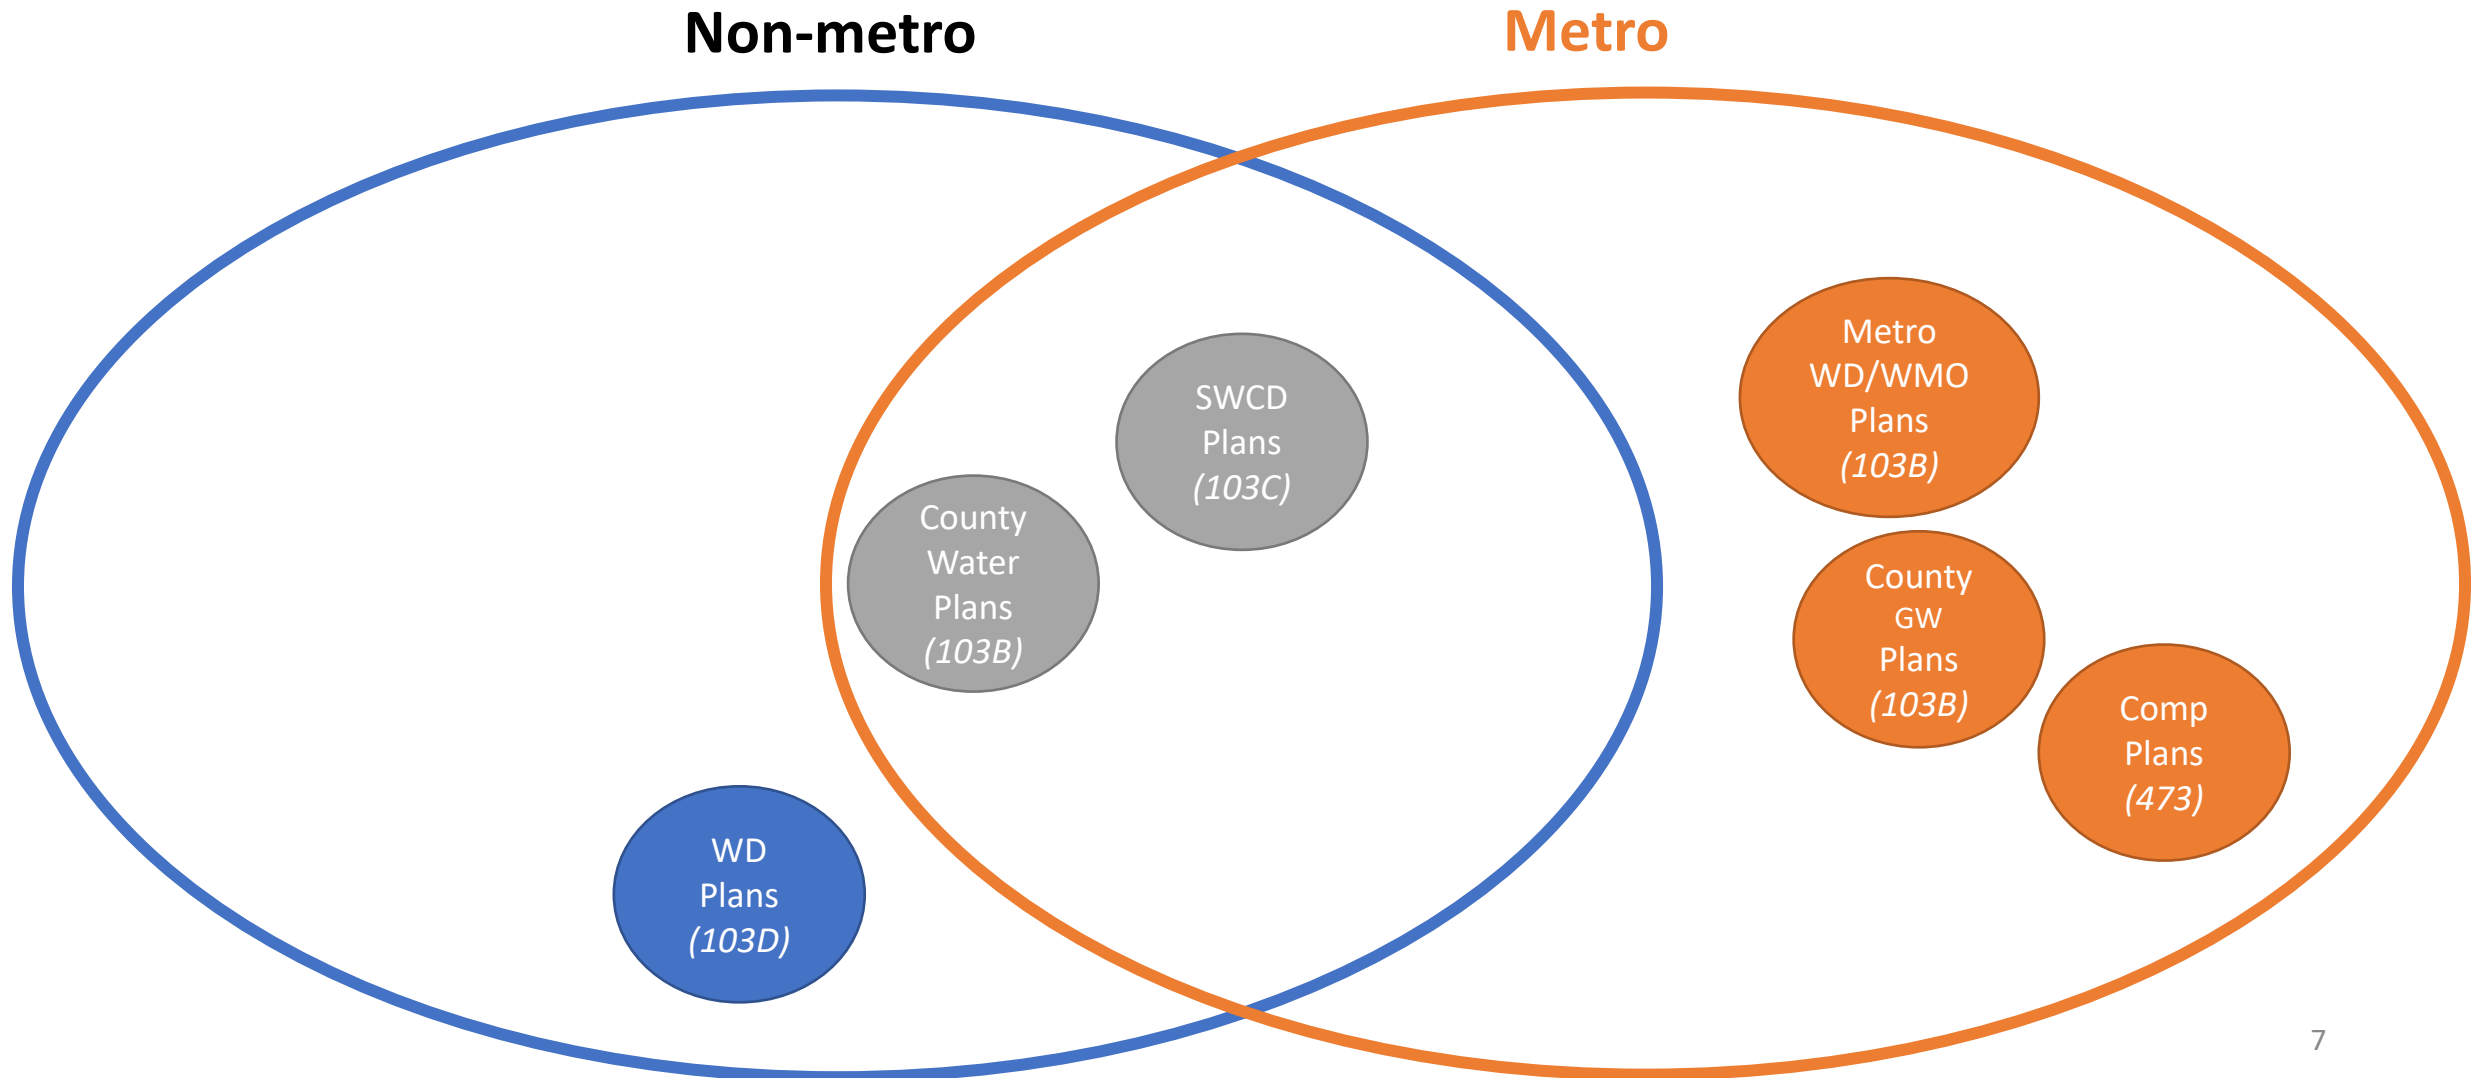 Non-metro
Metro
SWCD
Plans
(103C)
County
Water
Plans
(103B)
WD
Plans
(103D)
Metro
WD/WMO
Plans
(103B)
County
GW
Plans
(103B)
Comp
Plans
(473)
7